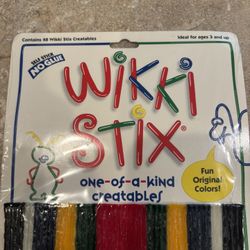 Contains 88 Wikki Stix Creatables
Ideal for ages 3 and up!
SELF STICK
NO GLUE
Wikki
Stix®
one-of-a-kind
creatables
Fun
Original
Colors!